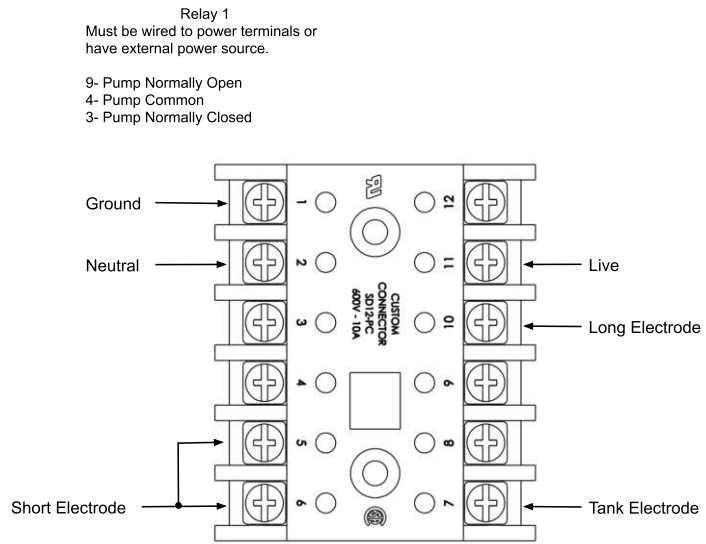 Relay 1
Must be wired to power terminals or
have external power source.
9- Pump Normally Open
4- Pump Common
3- Pump Normally Closed
Ground
1
12
Neutral
2
11
Live
3
10
Long Electrode
CUSTOM
CONNECTOR
SD12-PC
600V - 10A
4
9
5
8
Short Electrode
6
7
Tank Electrode